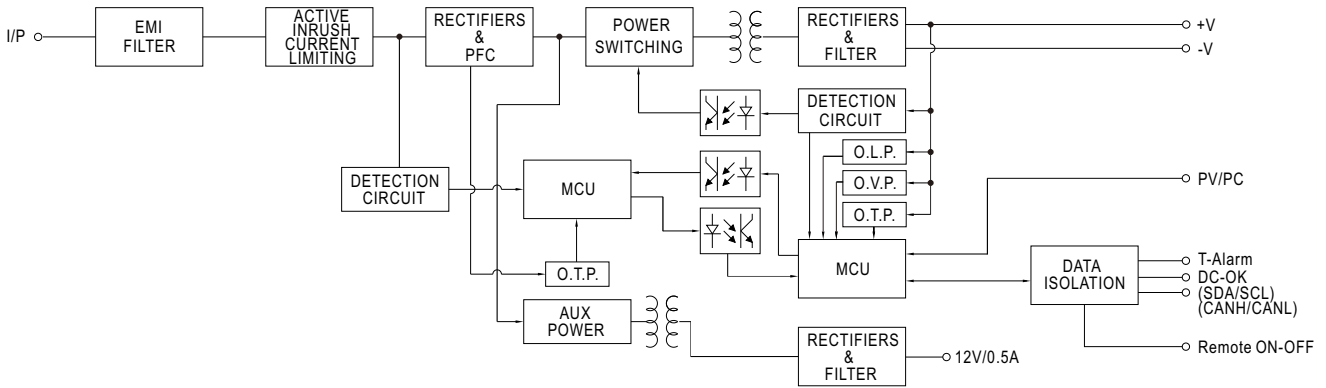 I/P
EMI
FILTER
ACTIVE
INRUSH
CURRENT
LIMITING
RECTIFIERS
&
PFC
POWER
SWITCHING
RECTIFIERS
&
FILTER
+V
-V
DETECTION
CIRCUIT
O.L.P.
O.V.P.
O.T.P.
PV/PC
DETECTION
CIRCUIT
MCU
O.T.P.
MCU
DATA
ISOLATION
T-Alarm
DC-OK
(SDA/SCL)
(CANH/CANL)
Remote ON-OFF
AUX
POWER
RECTIFIERS
&
FILTER
12V/0.5A